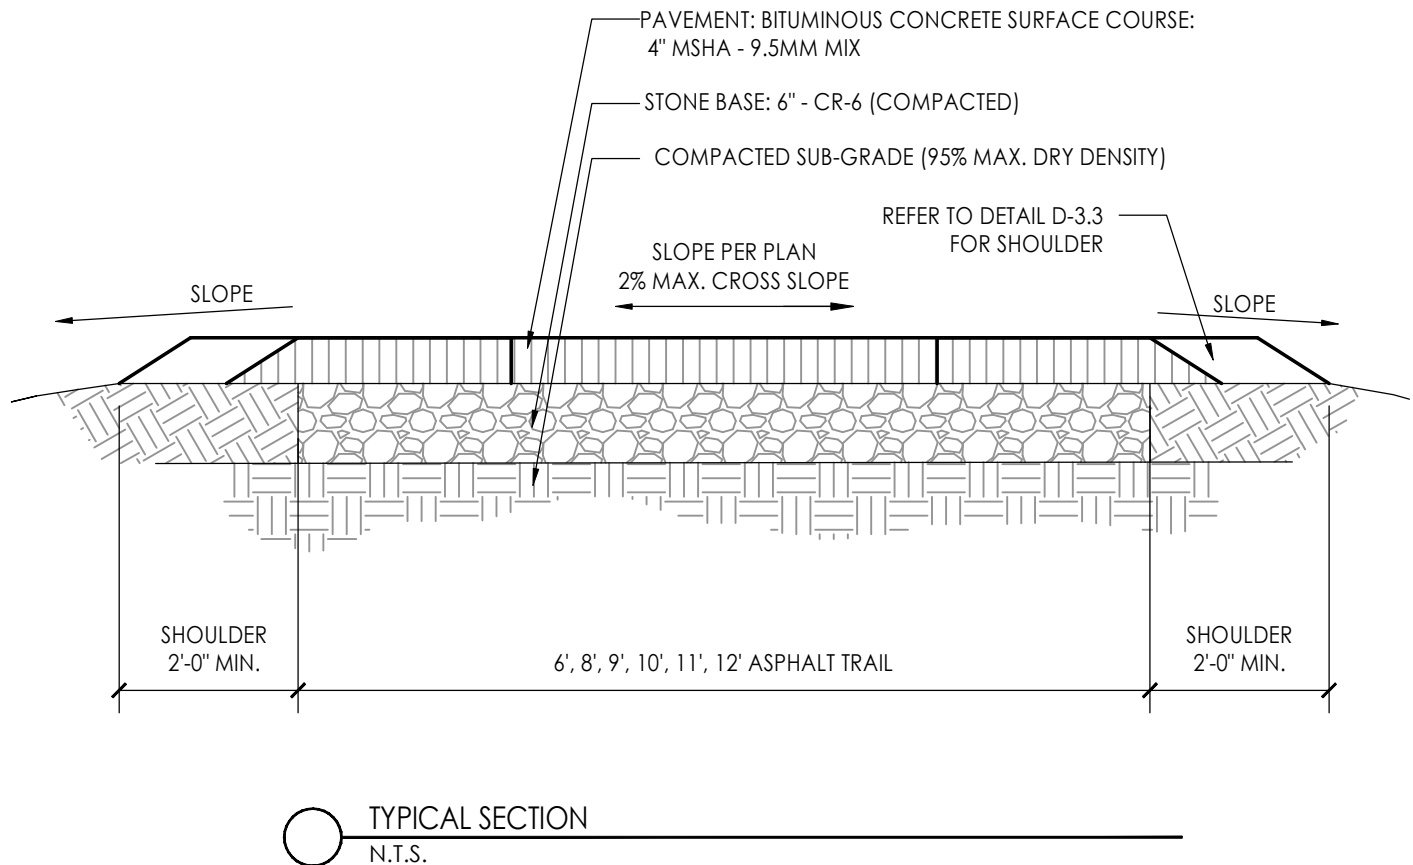 PAVEMENT: BITUMINOUS CONCRETE SURFACE COURSE:
4" MSHA - 9.5MM MIX
STONE BASE: 6" - CR-6 (COMPACTED)
COMPACTED SUB-GRADE (95% MAX. DRY DENSITY)
REFER TO DETAIL D-3.3
FOR SHOULDER
SLOPE PER PLAN
2% MAX. CROSS SLOPE
SLOPE
SLOPE
SHOULDER
2'-0" MIN.
6', 8', 9', 10', 11', 12' ASPHALT TRAIL
SHOULDER
2'-0" MIN.
TYPICAL SECTION
N.T.S.